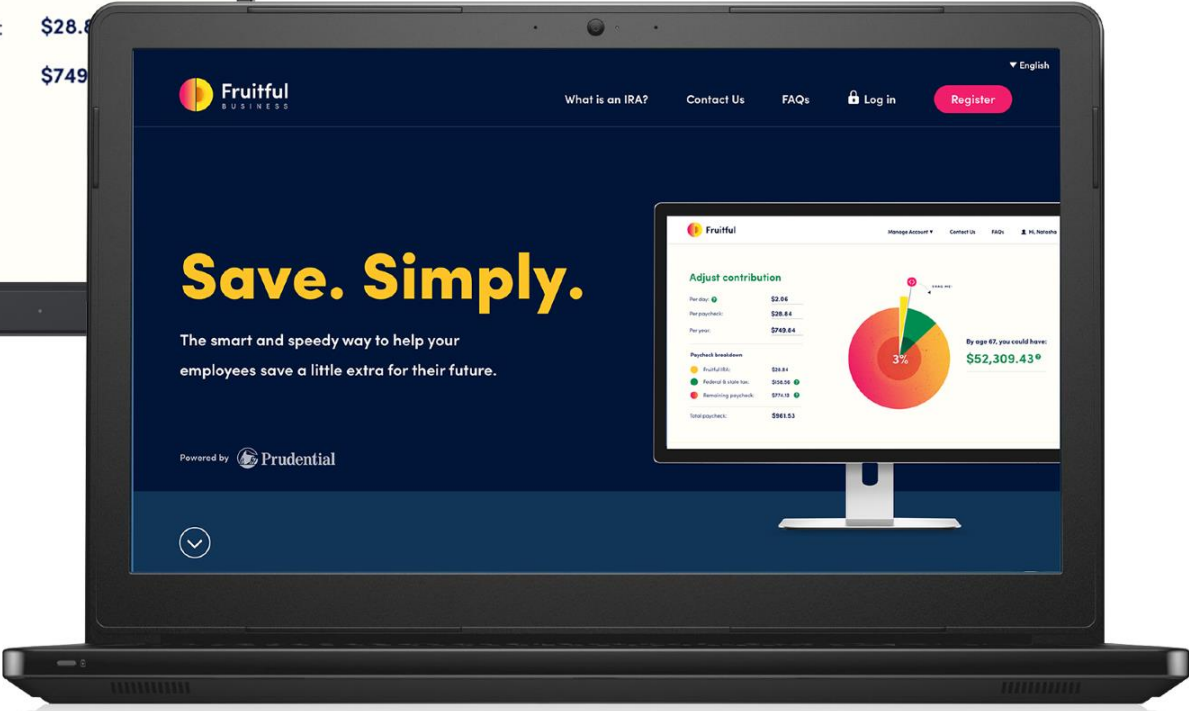 $28.8
$749
English
Fruitful
BUSINESS
What is an IRA?
Contact Us
FAQs
Log in
Register
Save. Simply.
The smart and speedy way to help your
employees save a little extra for their future.
Powered by Prudential
Fruitful
Manage Account
Contact Us
FAQs
Hi, Natasha
Adjust contribution
Per day: $2.06
Per paycheck: $28.84
Per year: $749.84
Paycheck breakdown
Fruitful IRA: $28.84
Federal & state tax: $158.56
Remaining paycheck: $774.13
Total paycheck: $961.53
3%
By age 67, you could have:
$52,309.43